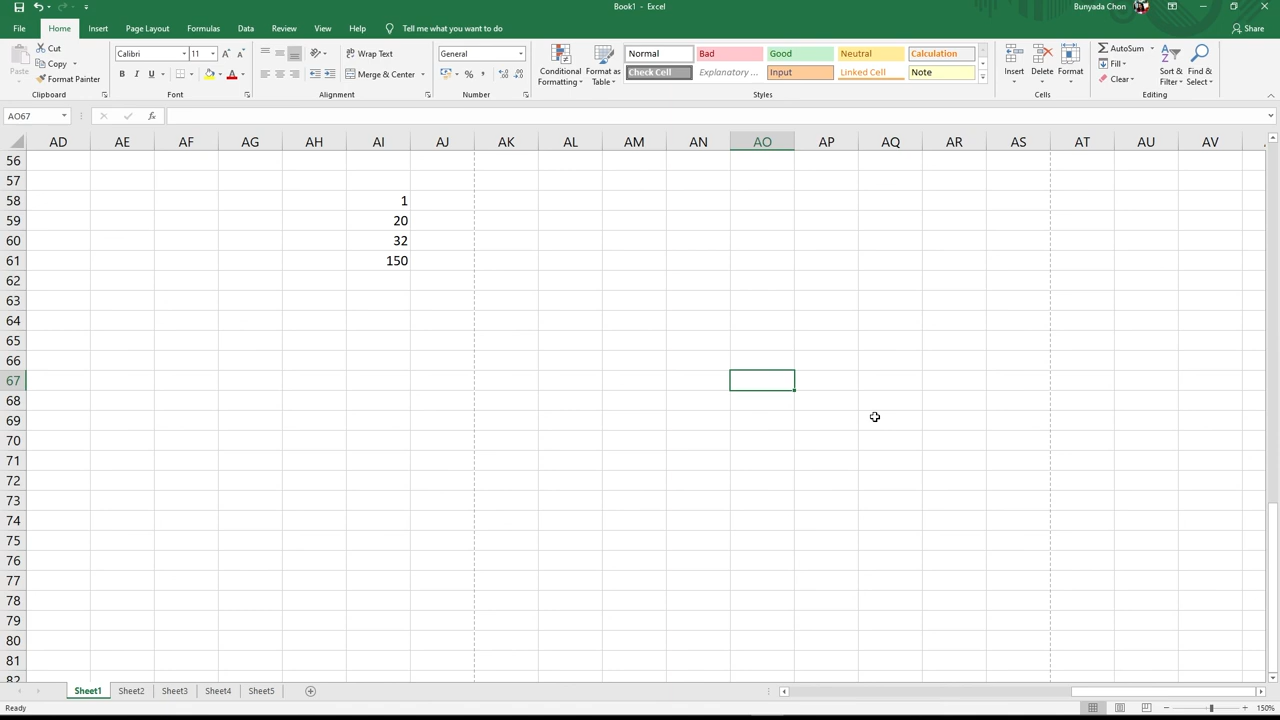 Book1 - Excel
Bunyada Chon
File Home Insert Page Layout Formulas Data Review View Help Tell me what you want to do Share
Paste
Cut
Copy
Format Painter
Clipboard
Calibri 11
B I U
Font
Wrap Text
Merge & Center
Alignment
General
% ,
Number
Conditional Formatting
Format as Table
Normal Bad Good Neutral Calculation
Check Cell Explanatory ... Input Linked Cell Note
Styles
Insert Delete Format
Cells
AutoSum
Fill
Clear
Sort & Filter
Find & Select
Editing
AO67
fx
AD AE AF AG AH AI AJ AK AL AM AN AO AP AQ AR AS AT AU AV
56
57
58 1
59 20
60 32
61 150
62
63
64
65
66
67
68
69
70
71
72
73
74
75
76
77
78
79
80
81
82
Sheet1 Sheet2 Sheet3 Sheet4 Sheet5
Ready
150%